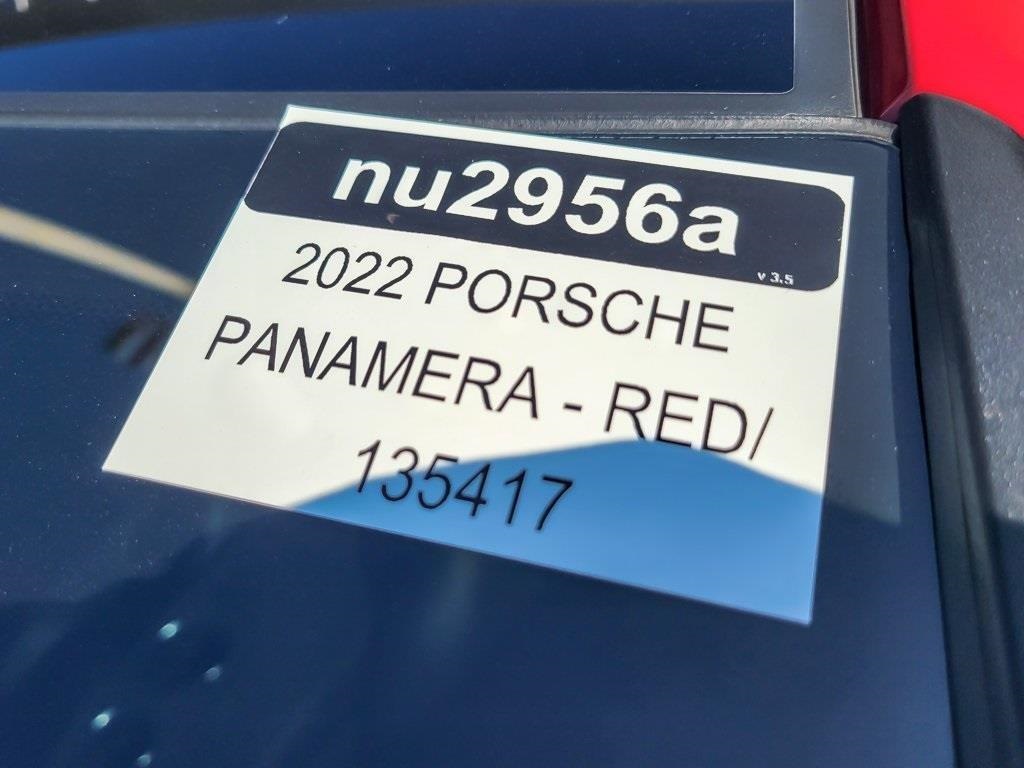 nu2956a
v 3.5
2022 PORSCHE
PANAMERA - RED/
135417